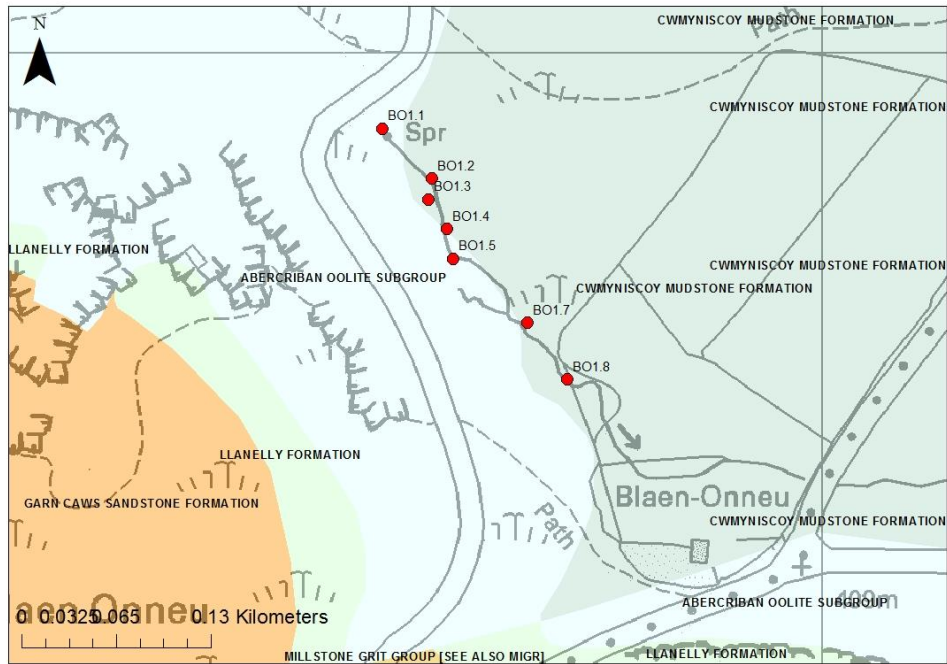 CWMYNISCOY MUDSTONE FORMATION
N
Path
CWMYNISCOY MUDSTONE FORMATION
BO1.1
Spr
BO1.2
BO1.3
BO1.4
LLANELLY FORMATION
BO1.5
CWMYNISCOY MUDSTONE FORMATION
ABERCRIBAN OOLITE SUBGROUP
CWMYNISCOY MUDSTONE FORMATION
BO1.7
BO1.8
LLANELLY FORMATION
Blaen-Onneu
GARN CAWS SANDSTONE FORMATION
Path
CWMYNISCOY MUDSTONE FORMATION
ABERCRIBAN OOLITE SUBGROUP
aen-Onneu
0 0.0325 0.065 0.13 Kilometers
MILLSTONE GRIT GROUP [SEE ALSO MIGR]
LLANELLY FORMATION